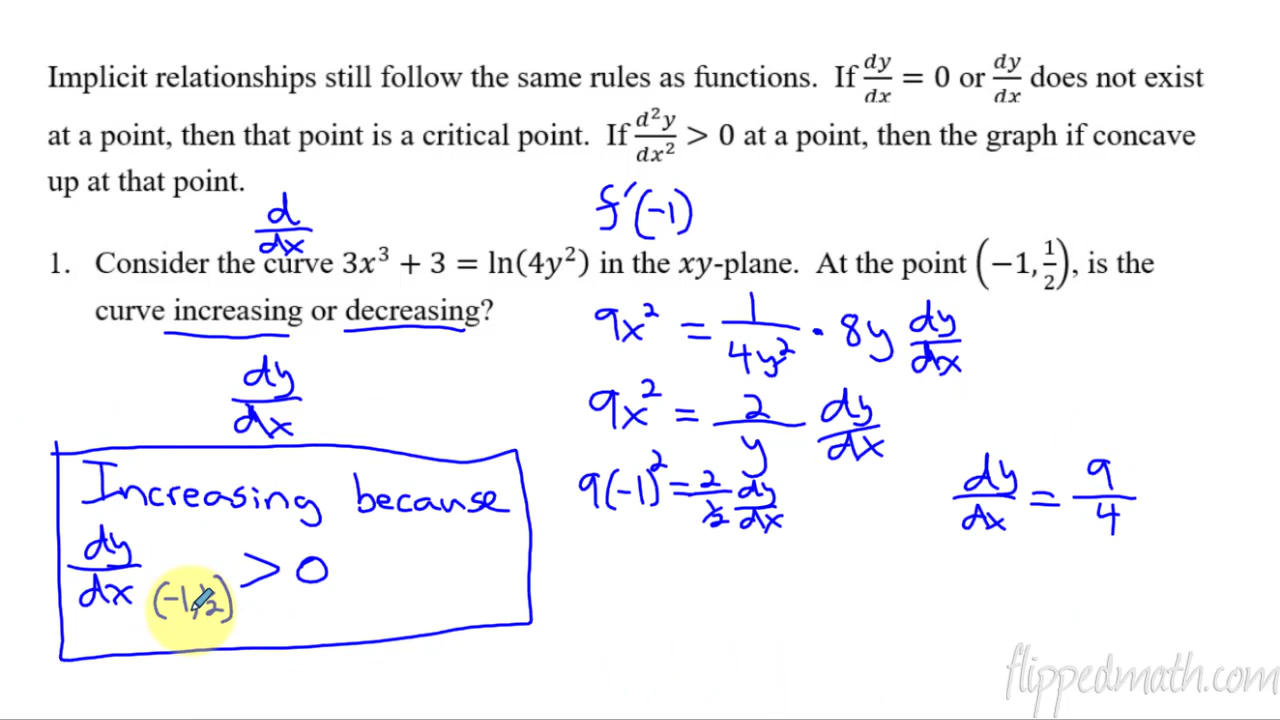 Implicit relationships still follow the same rules as functions. If dy/dx = 0 or dy/dx does not exist
at a point, then that point is a critical point. If d²y/dx² > 0 at a point, then the graph if concave
up at that point.
d/dx
f'(-1)
1. Consider the curve 3x³ + 3 = ln(4y²) in the xy-plane. At the point (−1, 1/2), is the
curve increasing or decreasing?
dy/dx
9x² = 1/4y² • 8y dy/dx
9x² = 2/y dy/dx
9(-1)² = 2/½ dy/dx
dy/dx = 9/4
Increasing because
dy/dx (-1,½) > 0
flippedmath.com